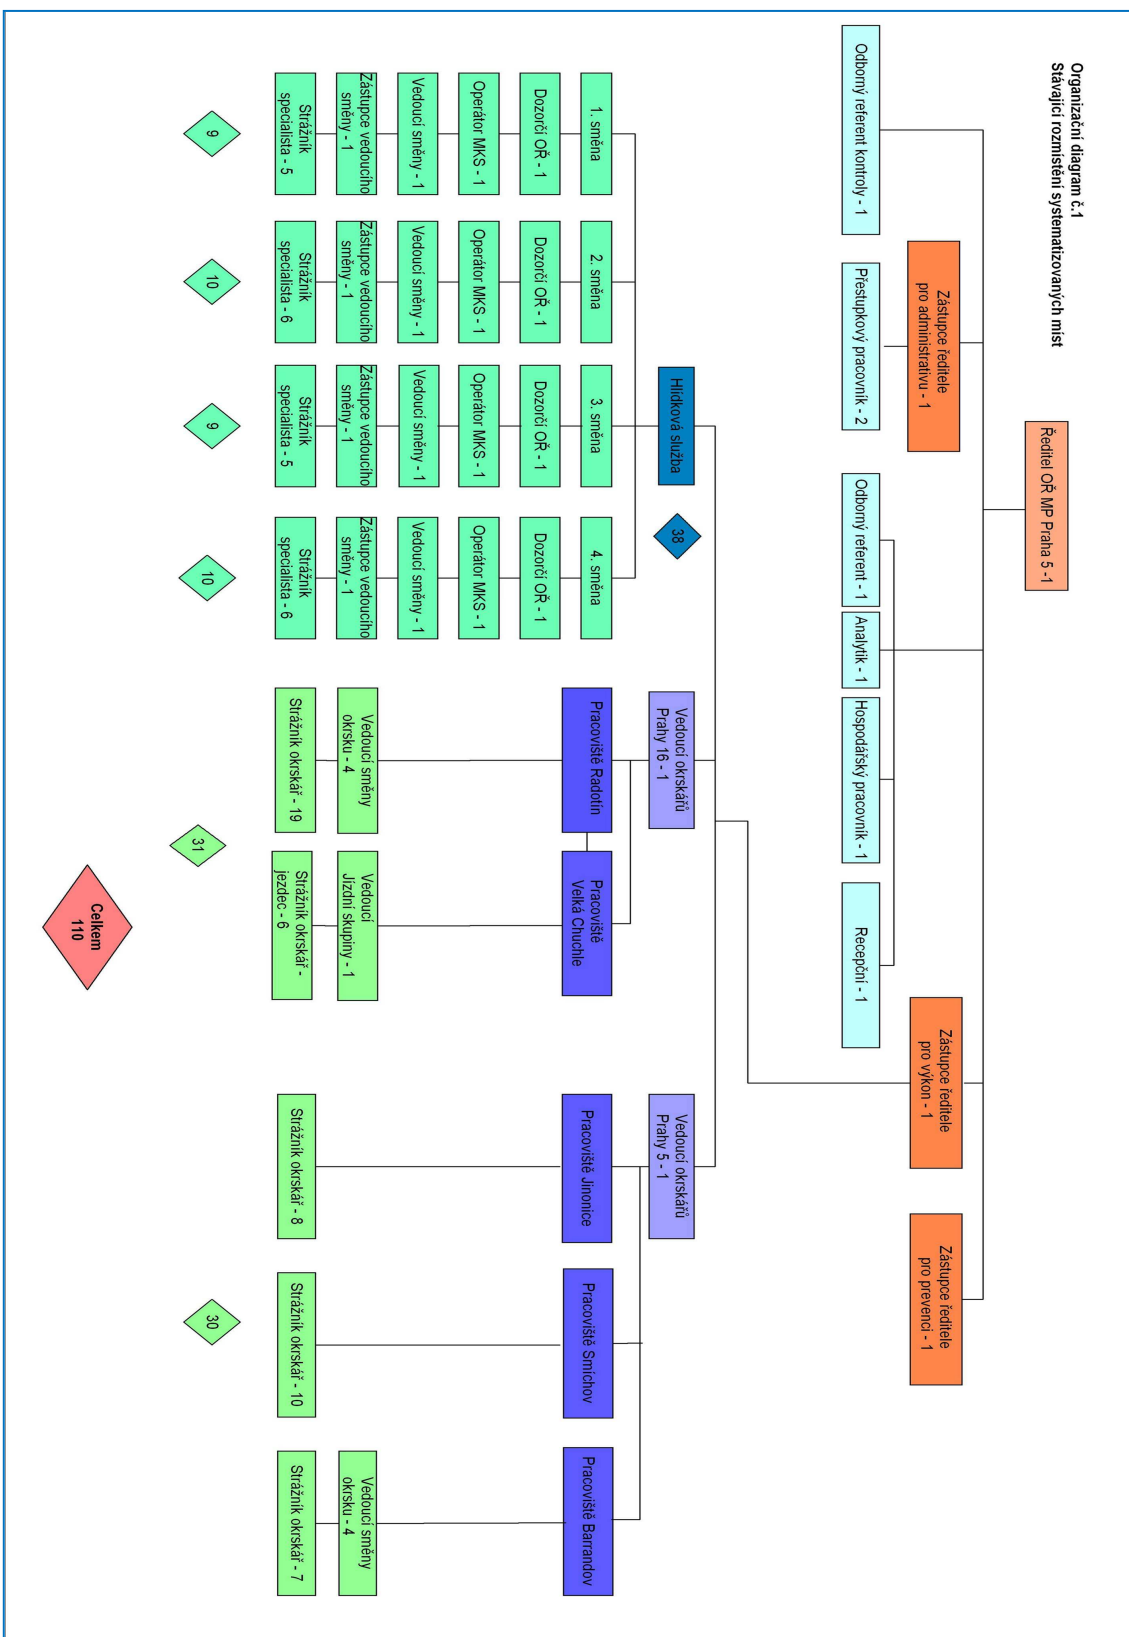 Organizační diagram č.1
Stávající rozmístění systematizovaných míst
Ředitel OŘ MP Praha 5 -1
Zástupce ředitele
pro administrativu - 1
Zástupce ředitele
pro výkon - 1
Zástupce ředitele
pro prevenci - 1
Odborný referent kontroly - 1
Přestupkový pracovník - 2
Odborný referent - 1
Analytik - 1
Hospodářský pracovník - 1
Recepční - 1
Hlídková služba
38
Vedoucí okrskářů
Prahy 16 - 1
Vedoucí okrskářů
Prahy 5 - 1
1. směna
2. směna
3. směna
4. směna
Pracoviště Radotín
Pracoviště
Velká Chuchle
Pracoviště Jinonice
Pracoviště Smíchov
Pracoviště Barrandov
Dozorčí OŘ - 1
Dozorčí OŘ - 1
Dozorčí OŘ - 1
Dozorčí OŘ - 1
Operátor MKS - 1
Operátor MKS - 1
Operátor MKS - 1
Operátor MKS - 1
Vedoucí směny - 1
Vedoucí směny - 1
Vedoucí směny - 1
Vedoucí směny - 1
Zástupce vedoucího
směny - 1
Zástupce vedoucího
směny - 1
Zástupce vedoucího
směny - 1
Zástupce vedoucího
směny - 1
Vedoucí směny
okrsku - 4
Vedoucí
Jízdní skupiny - 1
Vedoucí směny
okrsku - 4
Strážník
specialista - 5
Strážník
specialista - 6
Strážník
specialista - 5
Strážník
specialista - 6
Strážník okrskář - 19
Strážník okrskář -
jezdec - 6
Strážník okrskář - 8
Strážník okrskář - 10
Strážník okrskář - 7
9
10
9
10
31
30
Celkem
110